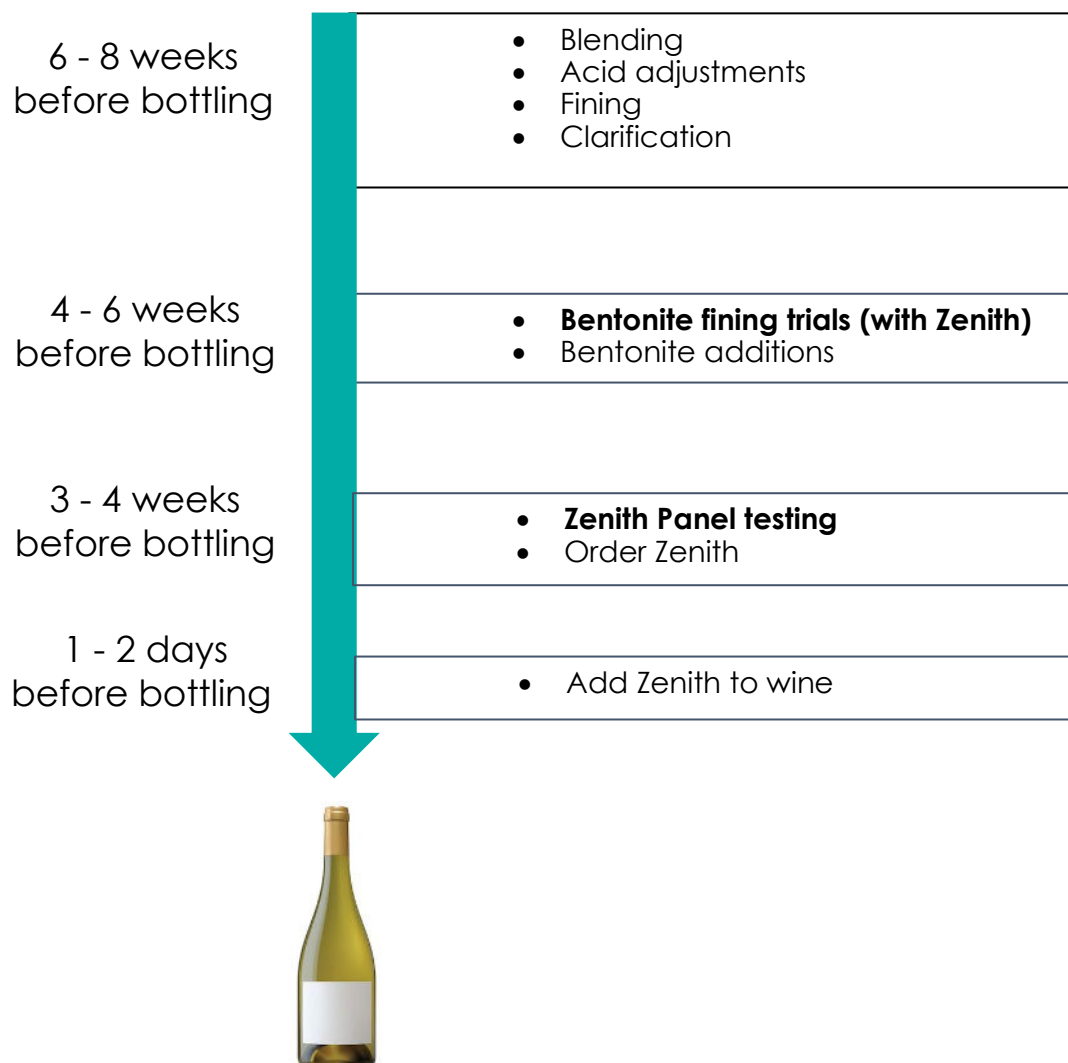 6 - 8 weeks
before bottling
• Blending
• Acid adjustments
• Fining
• Clarification
4 - 6 weeks
before bottling
• Bentonite fining trials (with Zenith)
• Bentonite additions
3 - 4 weeks
before bottling
• Zenith Panel testing
• Order Zenith
1 - 2 days
before bottling
• Add Zenith to wine